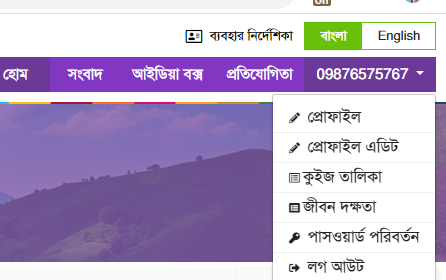 ব্যবহার নির্দেশিকা বাংলা English
হোম সংবাদ আইডিয়া বক্স প্রতিযোগিতা 09876575767
প্রোফাইল
প্রোফাইল এডিট
কুইজ তালিকা
জীবন দক্ষতা
পাসওয়ার্ড পরিবর্তন
লগ আউট